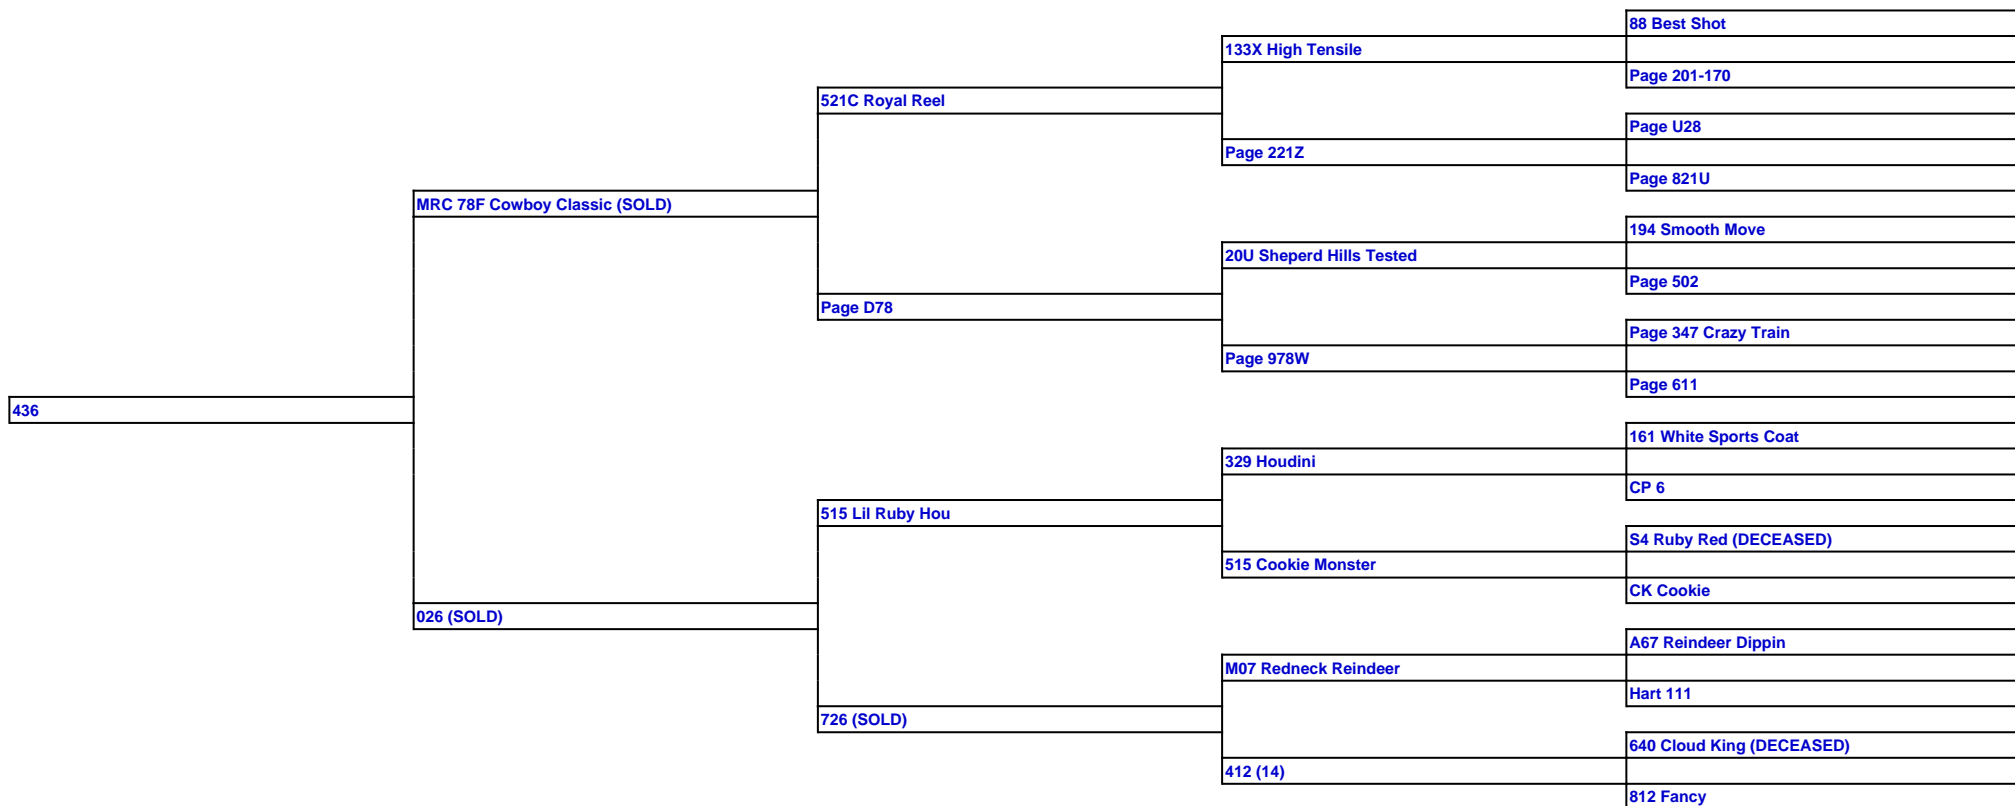 88 Best Shot
133X High Tensile
Page 201-170
521C Royal Reel
Page U28
Page 221Z
Page 821U
MRC 78F Cowboy Classic (SOLD)
194 Smooth Move
20U Sheperd Hills Tested
Page 502
Page D78
Page 347 Crazy Train
Page 978W
Page 611
436
161 White Sports Coat
329 Houdini
CP 6
515 Lil Ruby Hou
S4 Ruby Red (DECEASED)
515 Cookie Monster
CK Cookie
026 (SOLD)
A67 Reindeer Dippin
M07 Redneck Reindeer
Hart 111
726 (SOLD)
640 Cloud King (DECEASED)
412 (14)
812 Fancy